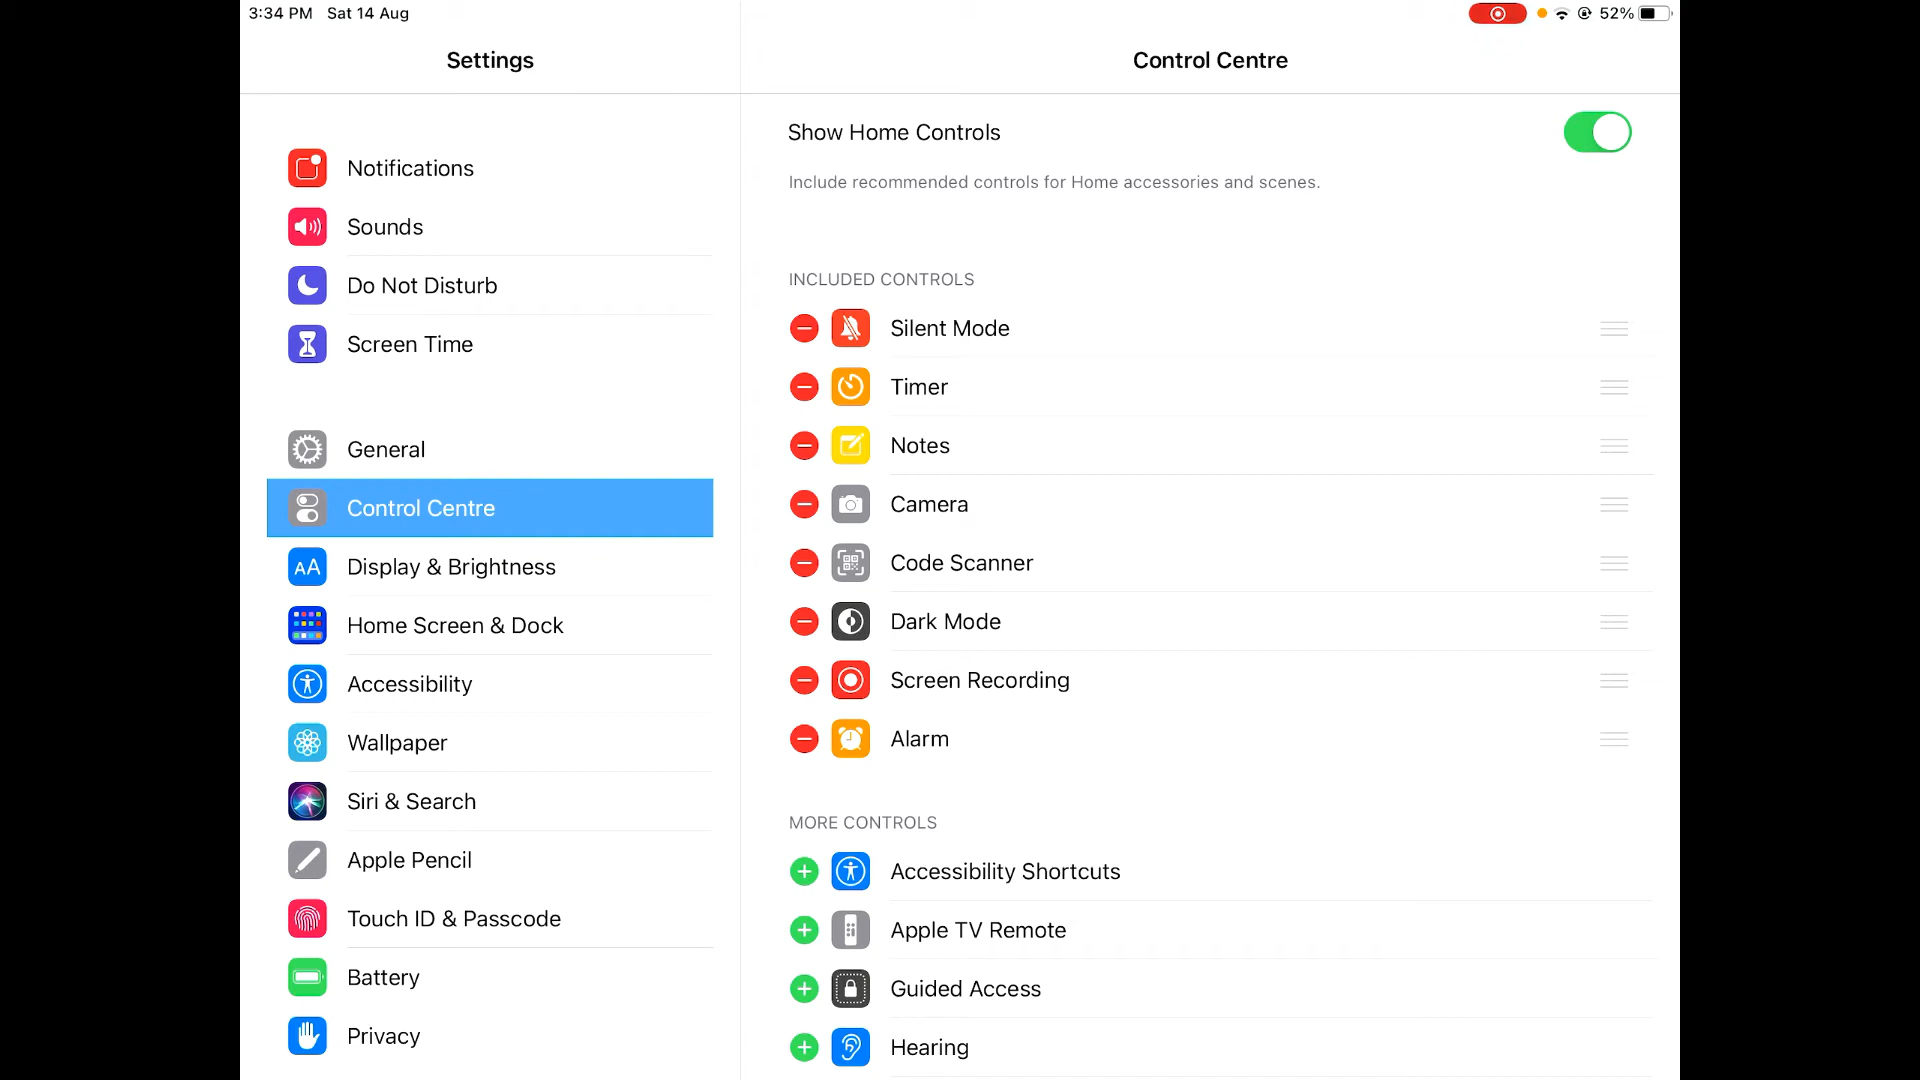 3:34 PM Sat 14 Aug
52%
Settings
Control Centre
Notifications
Sounds
Do Not Disturb
Screen Time
General
Control Centre
Display & Brightness
Home Screen & Dock
Accessibility
Wallpaper
Siri & Search
Apple Pencil
Touch ID & Passcode
Battery
Privacy
Show Home Controls
Include recommended controls for Home accessories and scenes.
INCLUDED CONTROLS
Silent Mode
Timer
Notes
Camera
Code Scanner
Dark Mode
Screen Recording
Alarm
MORE CONTROLS
Accessibility Shortcuts
Apple TV Remote
Guided Access
Hearing